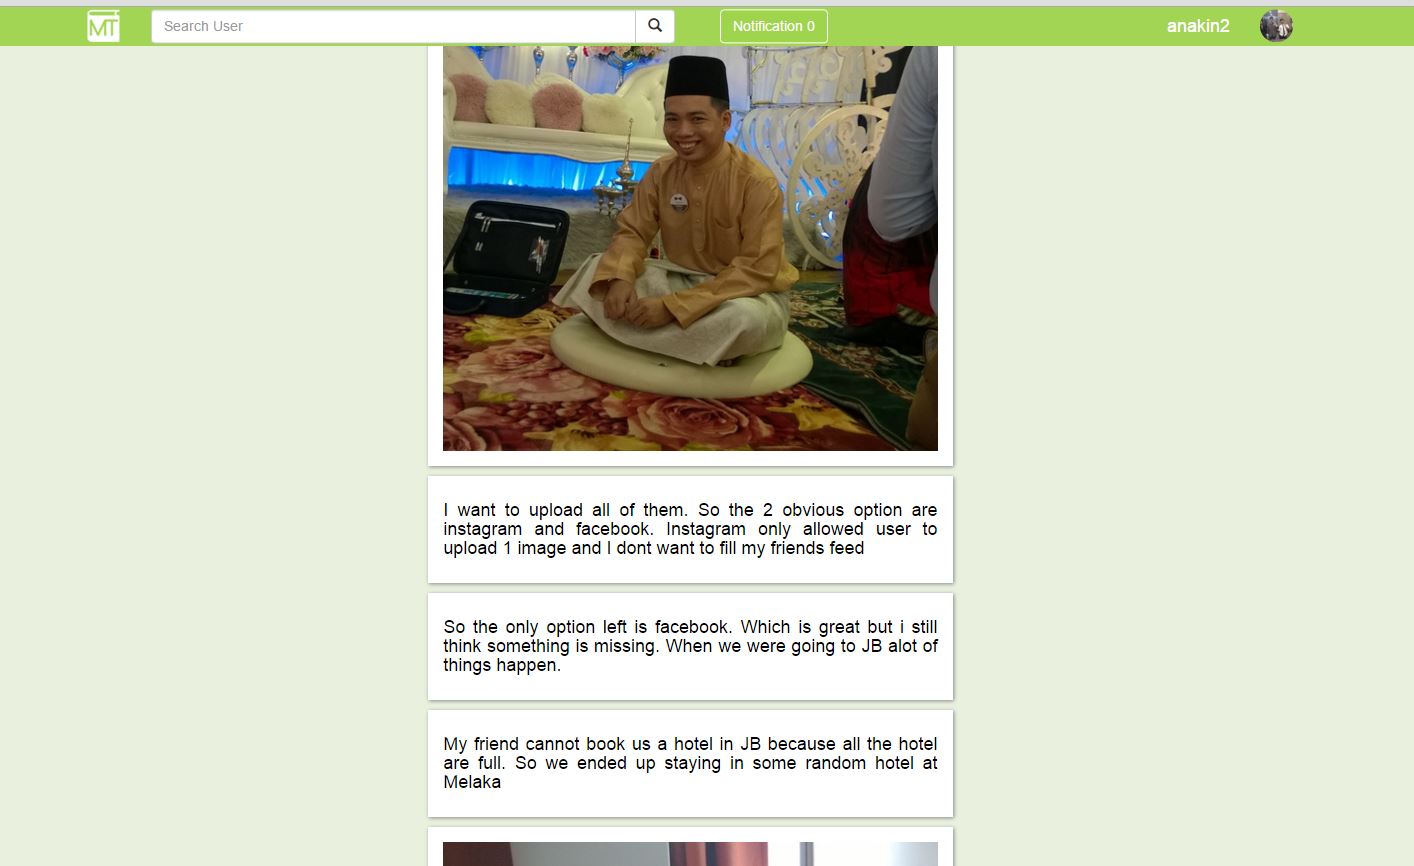 MT
Search User
Notification 0
anakin2
I want to upload all of them. So the 2 obvious option are
instagram and facebook. Instagram only allowed user to
upload 1 image and I dont want to fill my friends feed
So the only option left is facebook. Which is great but i still
think something is missing. When we were going to JB alot of
things happen.
My friend cannot book us a hotel in JB because all the hotel
are full. So we ended up staying in some random hotel at
Melaka